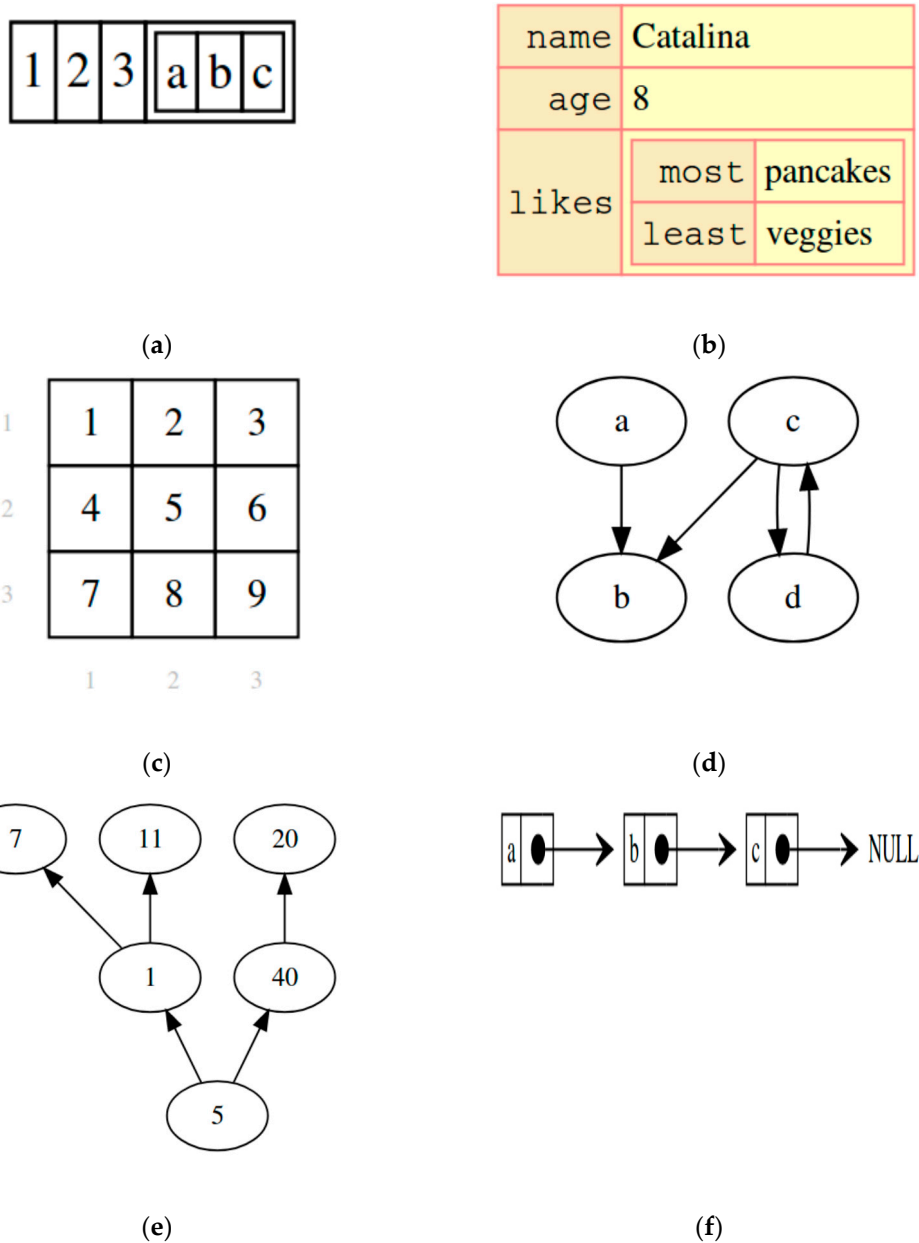 1 2 3 a b c
name Catalina
age 8
likes most pancakes
least veggies
(a) (b)
1 1 2 3
2 4 5 6
3 7 8 9
1 2 3
a c
b d
(c) (d)
7 11 20
1 40
5
a b c NULL
(e) (f)